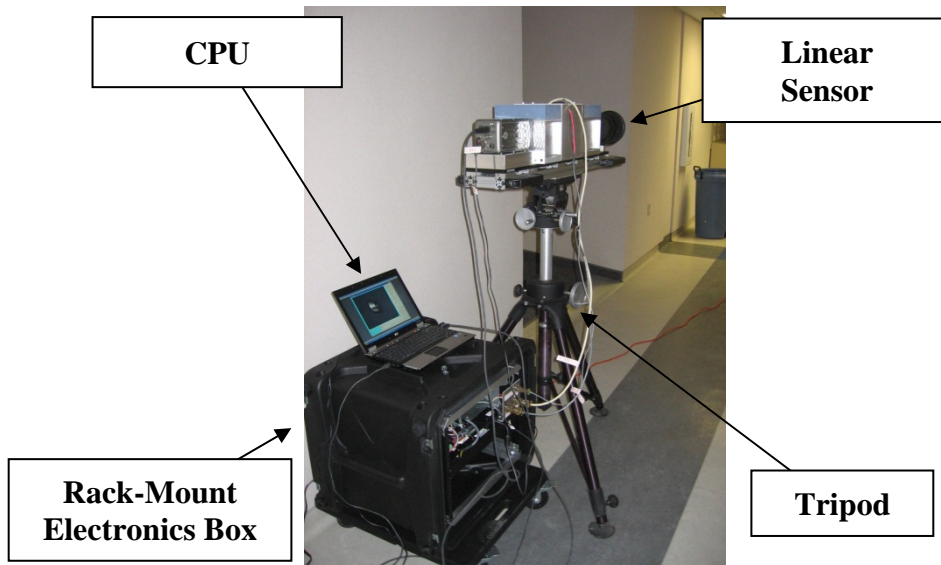 CPU
Linear
Sensor
Rack-Mount
Electronics Box
Tripod